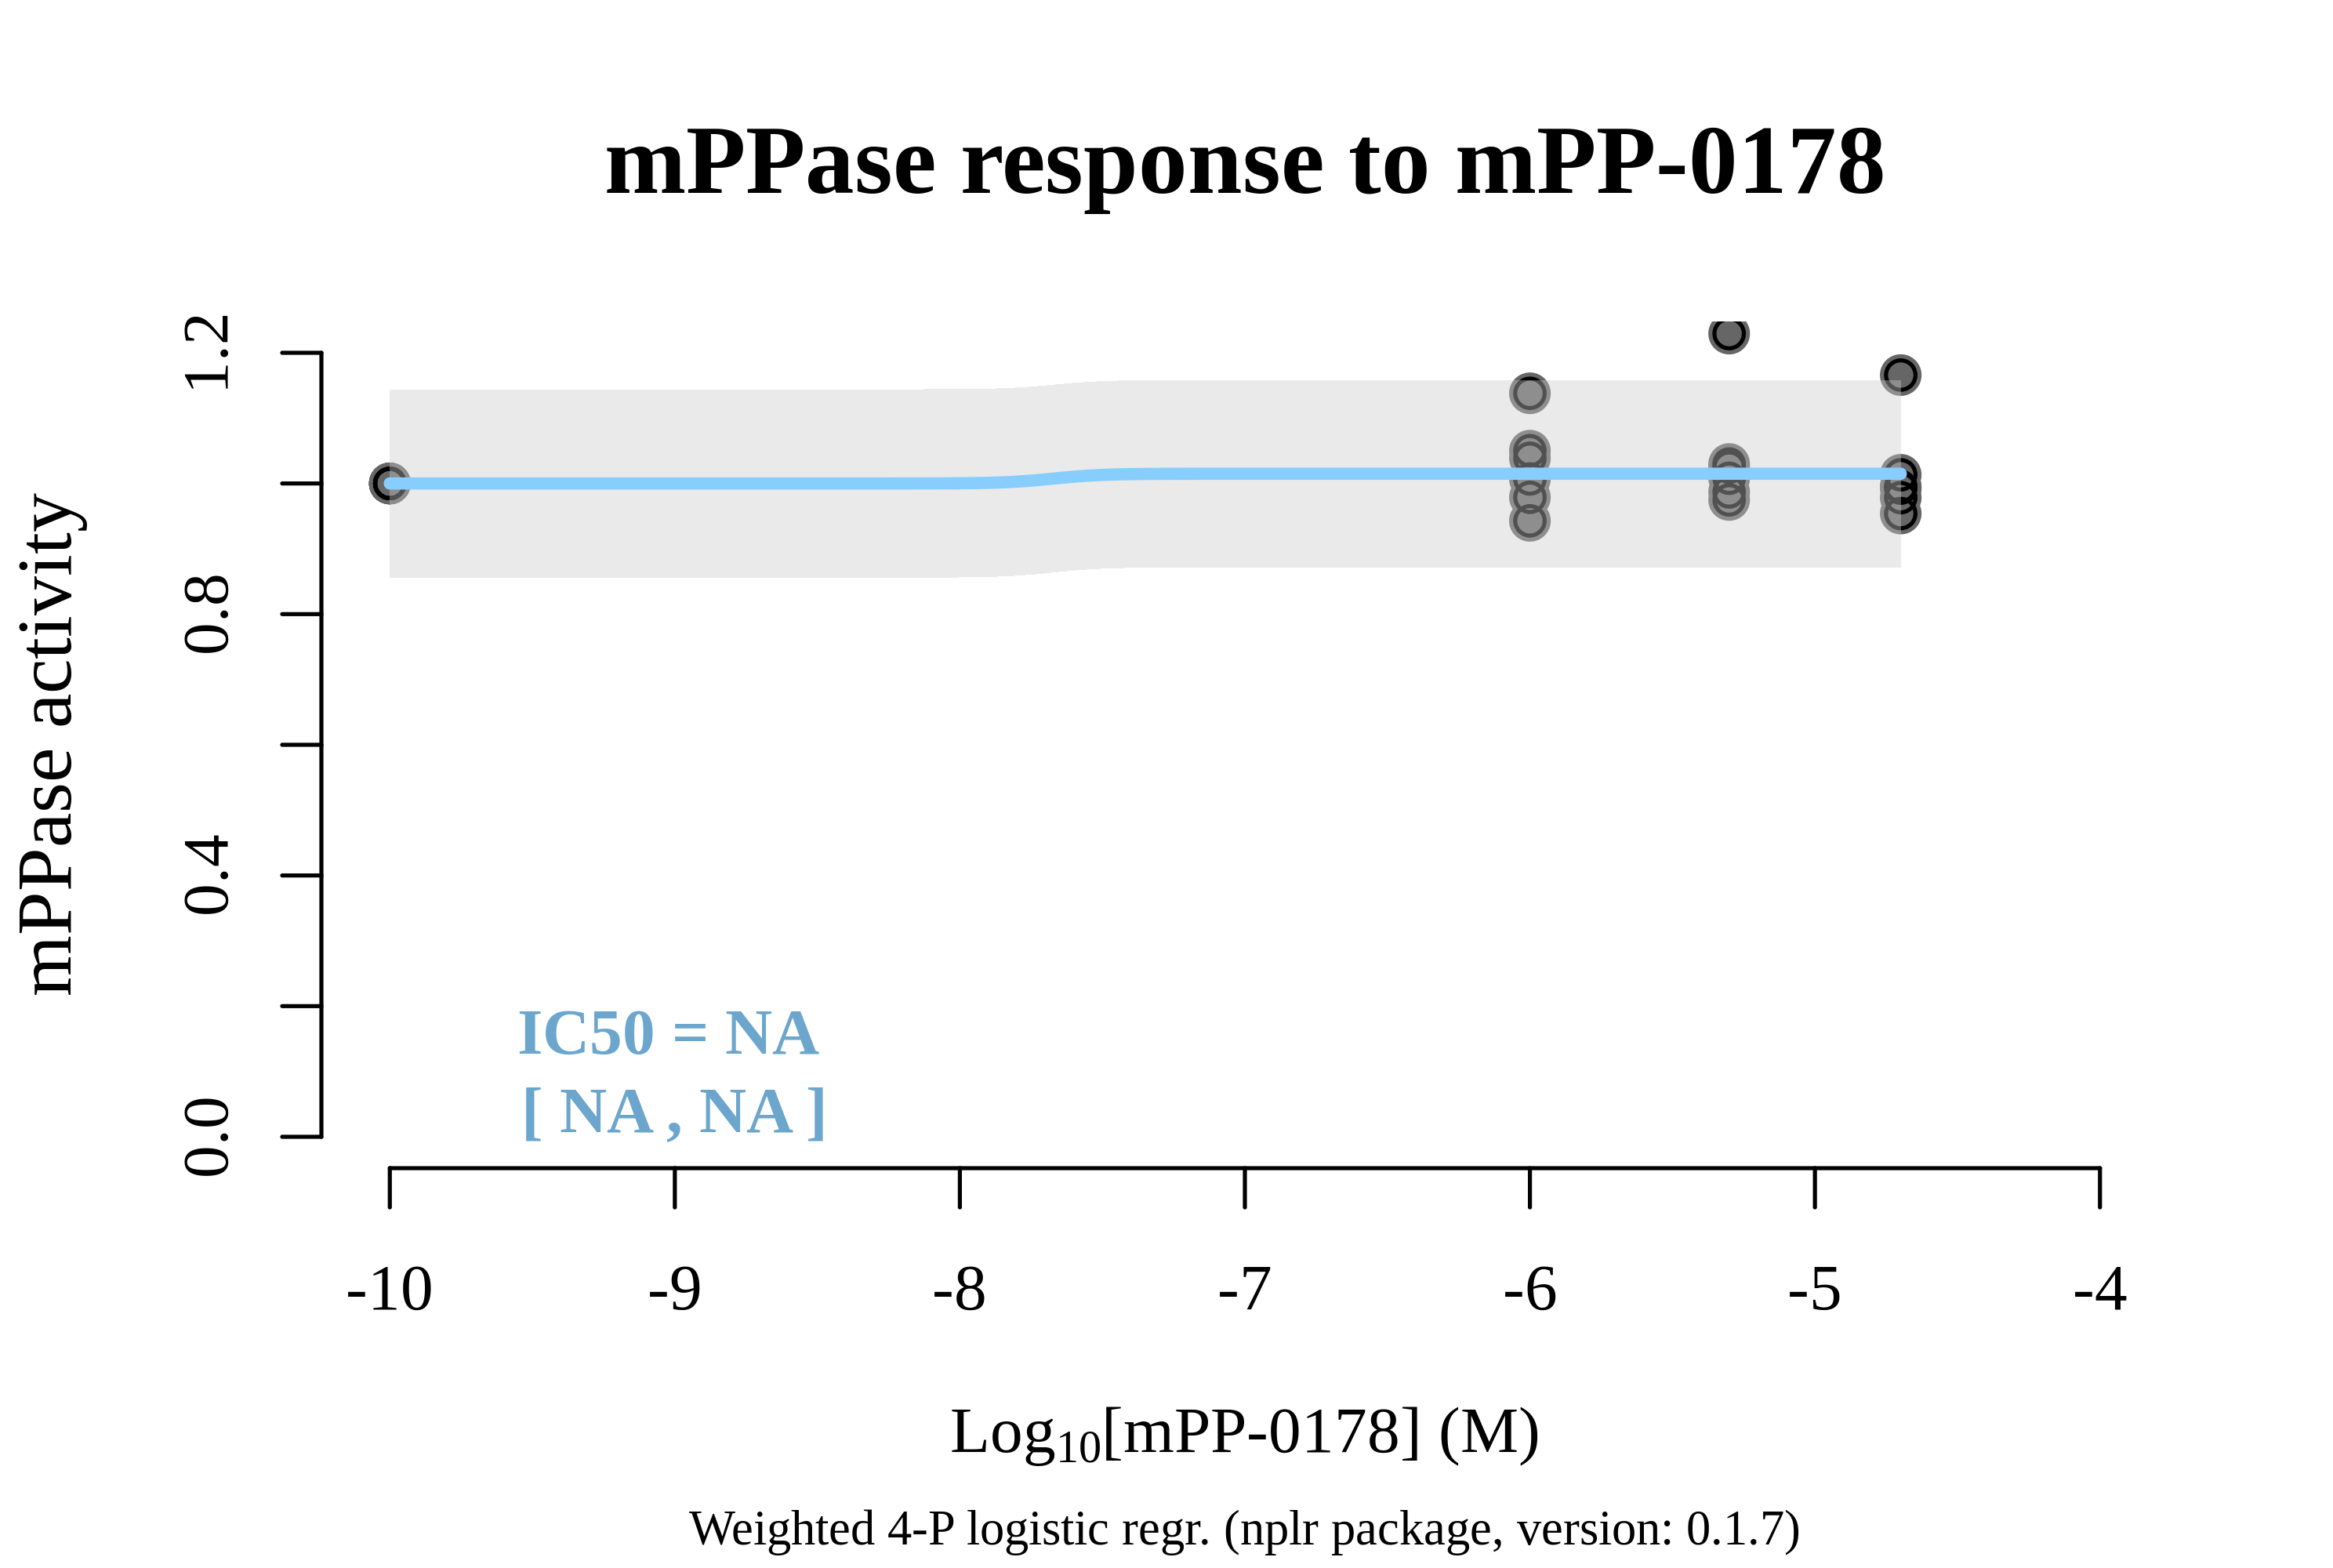 mPPase response to mPP-0178
mPPase activity
1.2
0.8
0.4
0.0
IC50 = NA
[ NA , NA ]
-10 -9 -8 -7 -6 -5 -4
Log10[mPP-0178] (M)
Weighted 4-P logistic regr. (nplr package, version: 0.1.7)